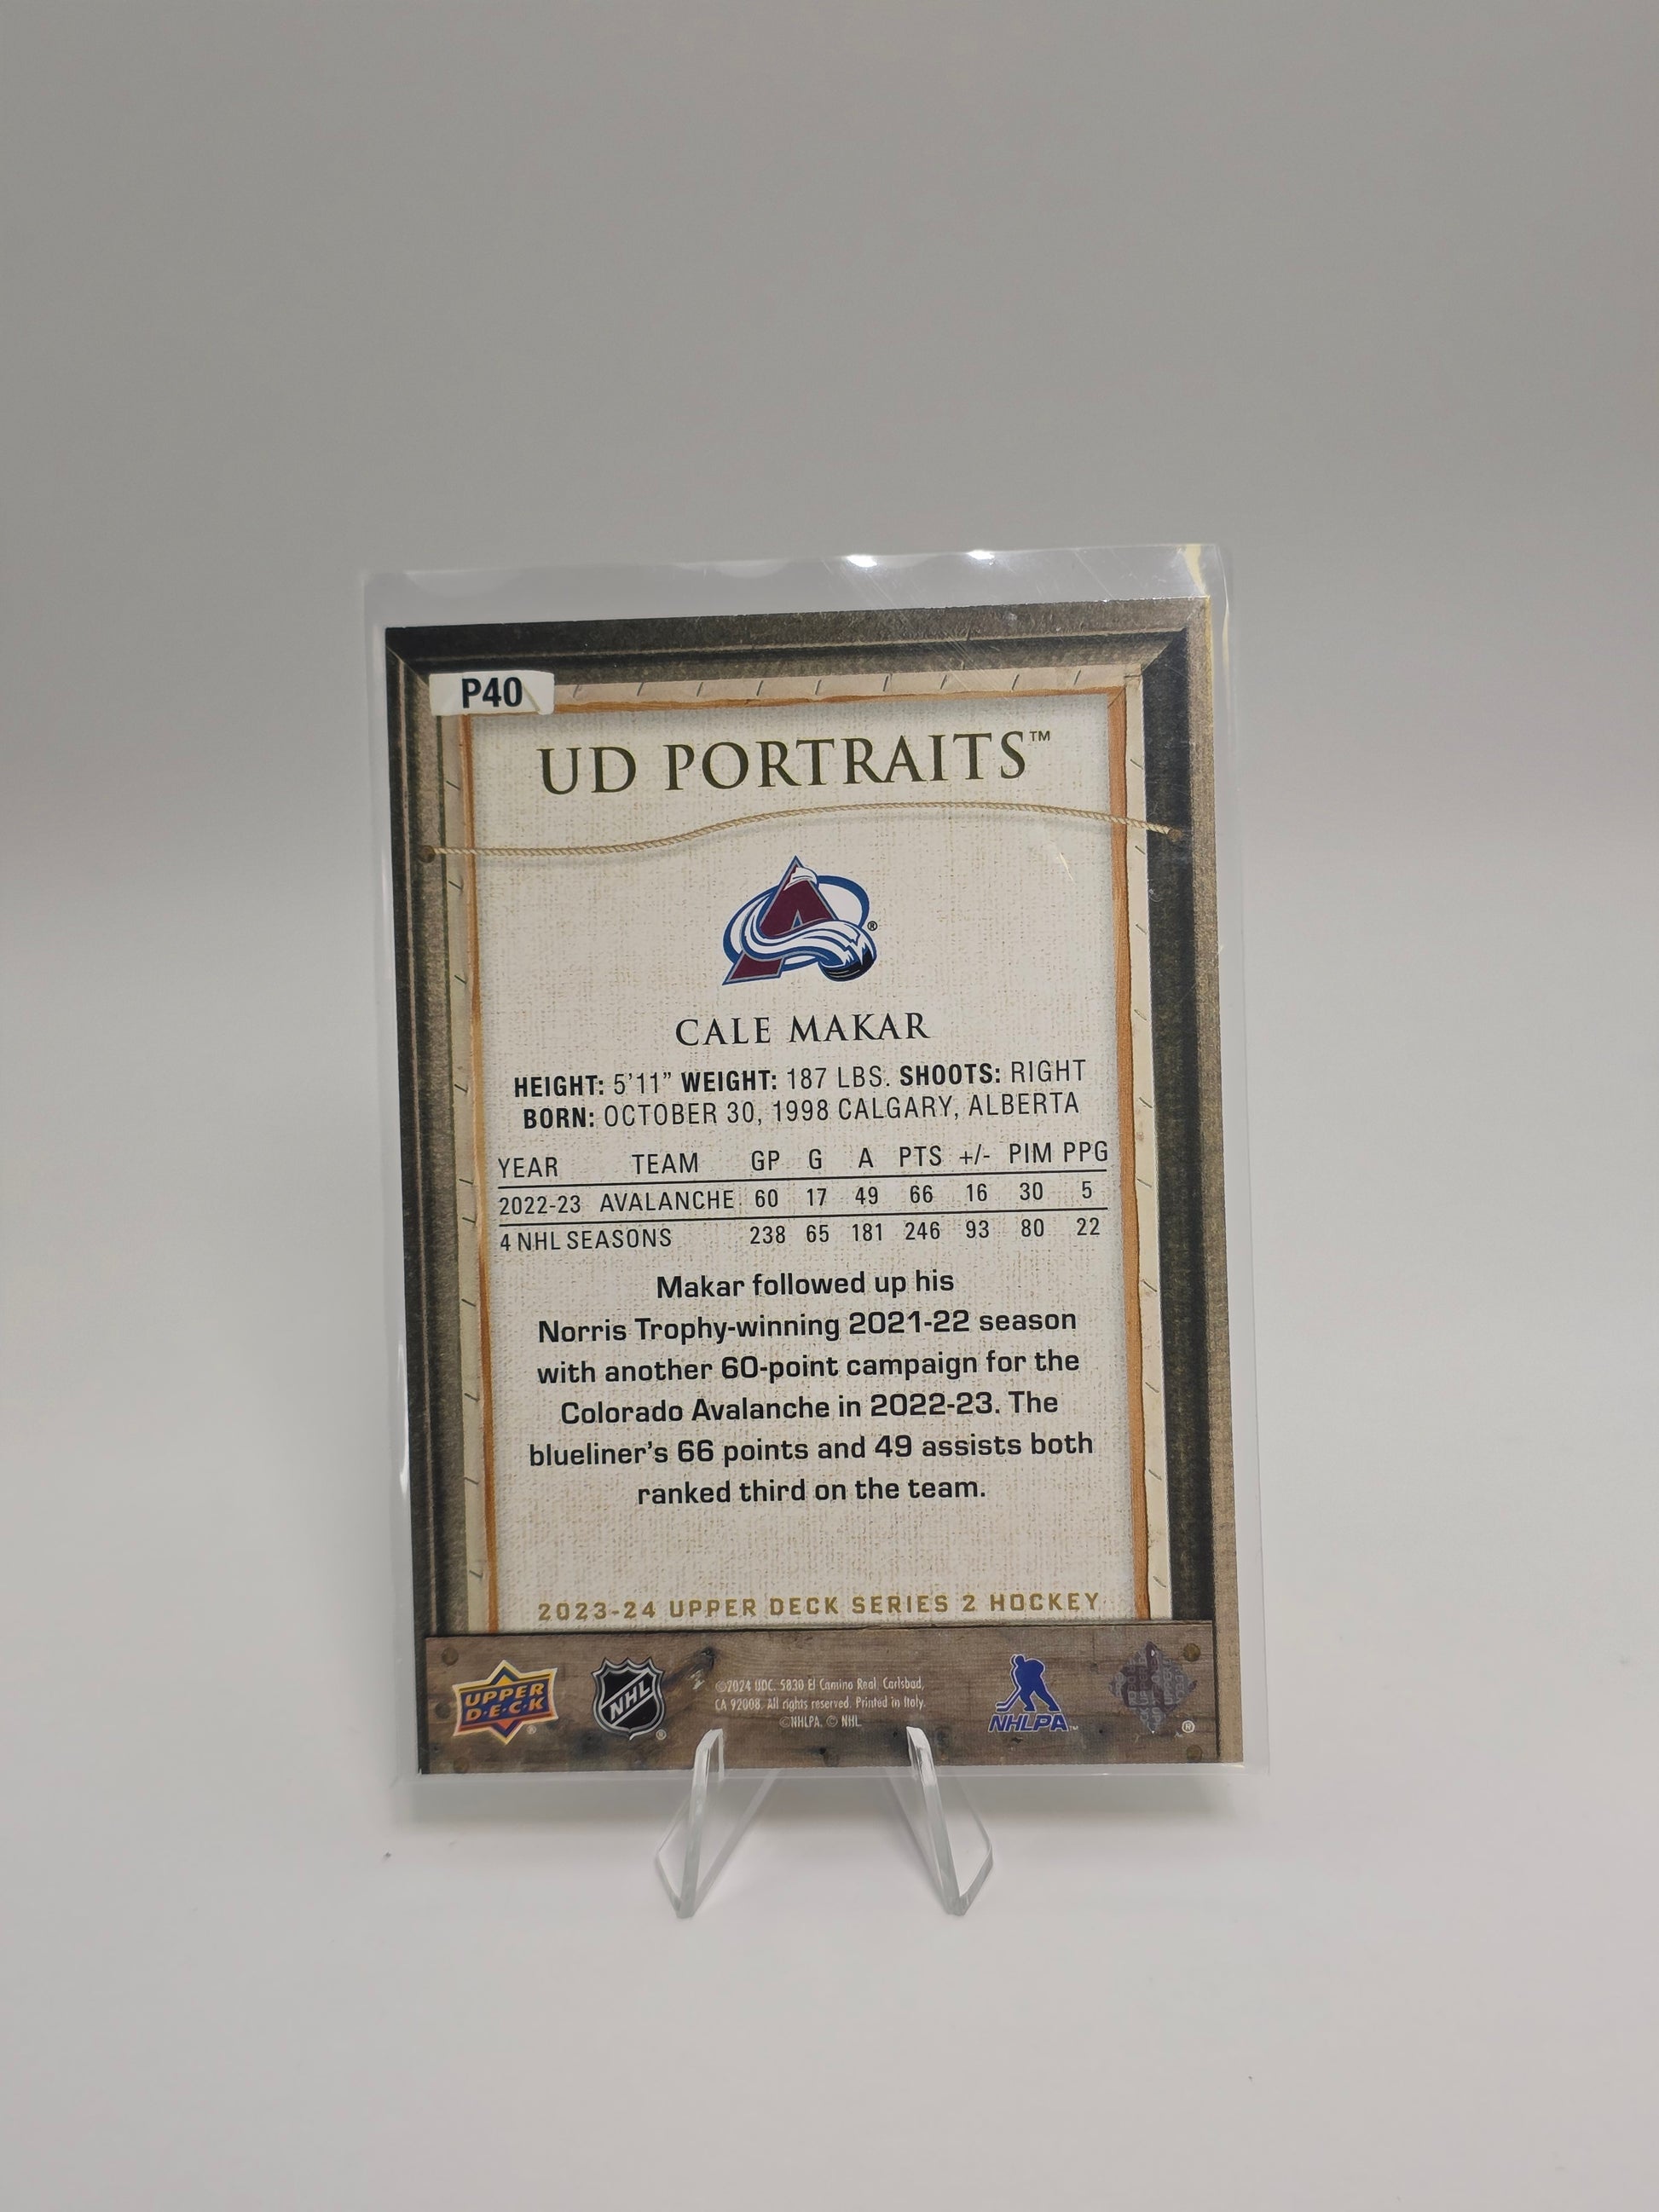 P40
UD PORTRAITS™
®
CALE MAKAR
HEIGHT: 5'11" WEIGHT: 187 LBS. SHOOTS: RIGHT
BORN: OCTOBER 30, 1998 CALGARY, ALBERTA
YEAR TEAM GP G A PTS +/- PIM PPG
2022-23 AVALANCHE 60 17 49 66 16 30 5
4 NHL SEASONS 238 65 181 246 93 80 22
Makar followed up his
Norris Trophy-winning 2021-22 season
with another 60-point campaign for the
Colorado Avalanche in 2022-23. The
blueliner's 66 points and 49 assists both
ranked third on the team.
2023-24 UPPER DECK SERIES 2 HOCKEY
UPPER
D·E·C·K ®
NHL ®
©2024 UDC. 5830 El Camino Real, Carlsbad,
CA 92008. All rights reserved. Printed in Italy.
©NHLPA. © NHL.
NHLPA™
®